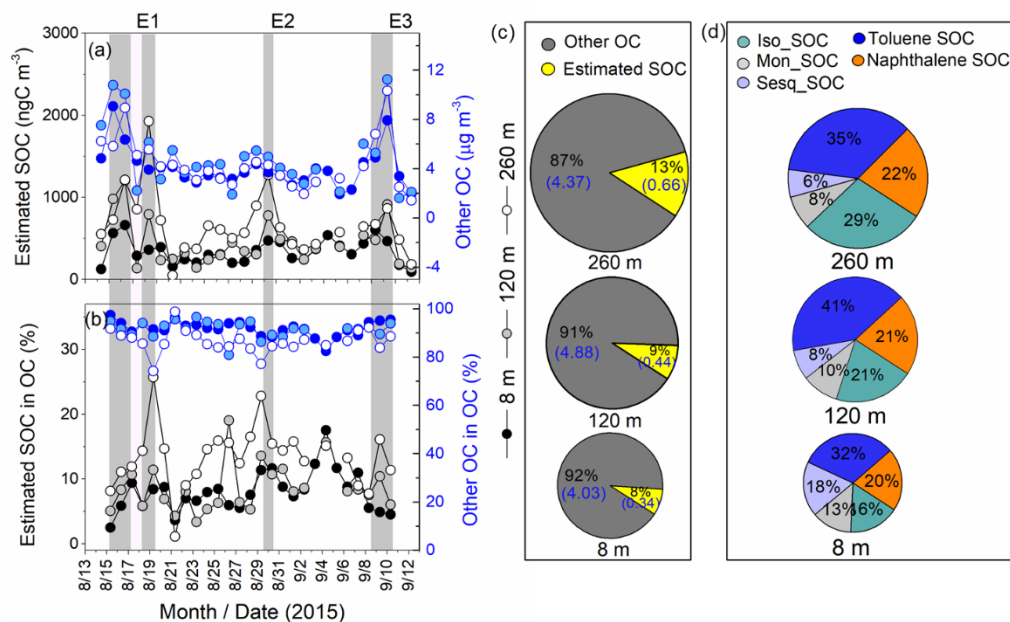 E1 E2 E3
(a)
Estimated SOC (ngC m⁻³)
3000
2000
1000
0
12
8
4
0
-4
Other OC (µg m⁻³)
(b)
Estimated SOC in OC (%)
30
20
10
0
100
80
60
40
20
0
Other OC in OC (%)
8/13 8/15 8/17 8/19 8/21 8/23 8/25 8/27 8/29 8/31 9/2 9/4 9/6 9/8 9/10 9/12
Month / Date (2015)
8 m 120 m 260 m
(c)
Other OC
Estimated SOC
87%
(4.37)
13%
(0.66)
260 m
91%
(4.88)
9%
(0.44)
120 m
92%
(4.03)
8%
(0.34)
8 m
(d)
Iso_SOC Toluene SOC
Mon_SOC Naphthalene SOC
Sesq_SOC
35%
22%
6%
8%
29%
260 m
41%
21%
8%
10%
21%
120 m
32%
20%
18%
13%
16%
8 m